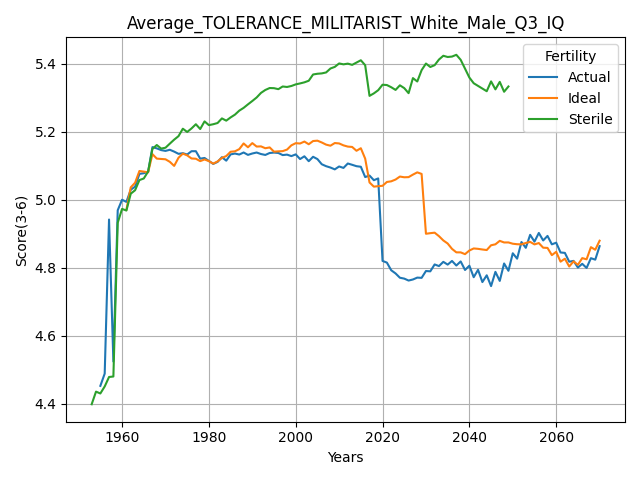 Average_TOLERANCE_MILITARIST_White_Male_Q3_IQ
Fertility
Actual
Ideal
Sterile
Score(3-6)
5.4
5.2
5.0
4.8
4.6
4.4
1960 1980 2000 2020 2040 2060
Years